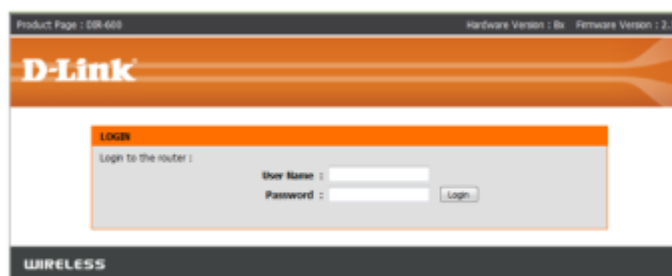 Product Page : DIR-600 Hardware Version : Bx Firmware Version : 2.
D-Link
LOGIN
Login to the router :
User Name :
Password : Login
WIRELESS